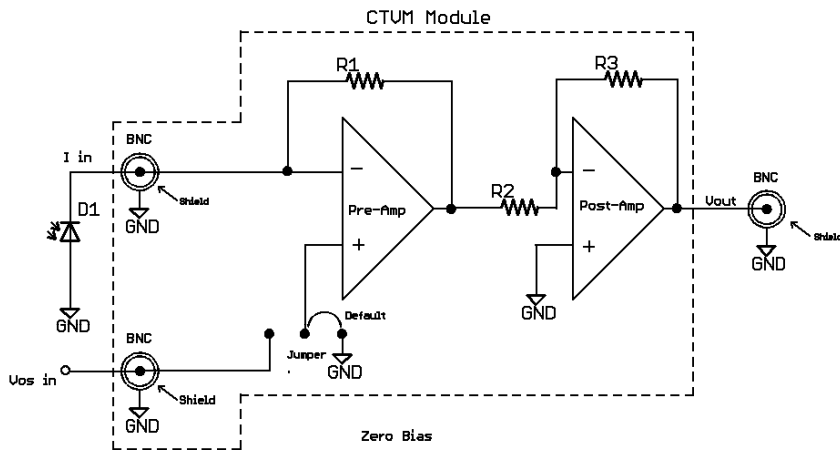 CTVM Module
R1
R3
BNC
I in
Shield
D1
GND
Pre-Amp
R2
Post-Amp
BNC
Vout
Shield
GND
GND
GND
Default
Jumper
GND
BNC
Vos in
Shield
GND
Zero Bias